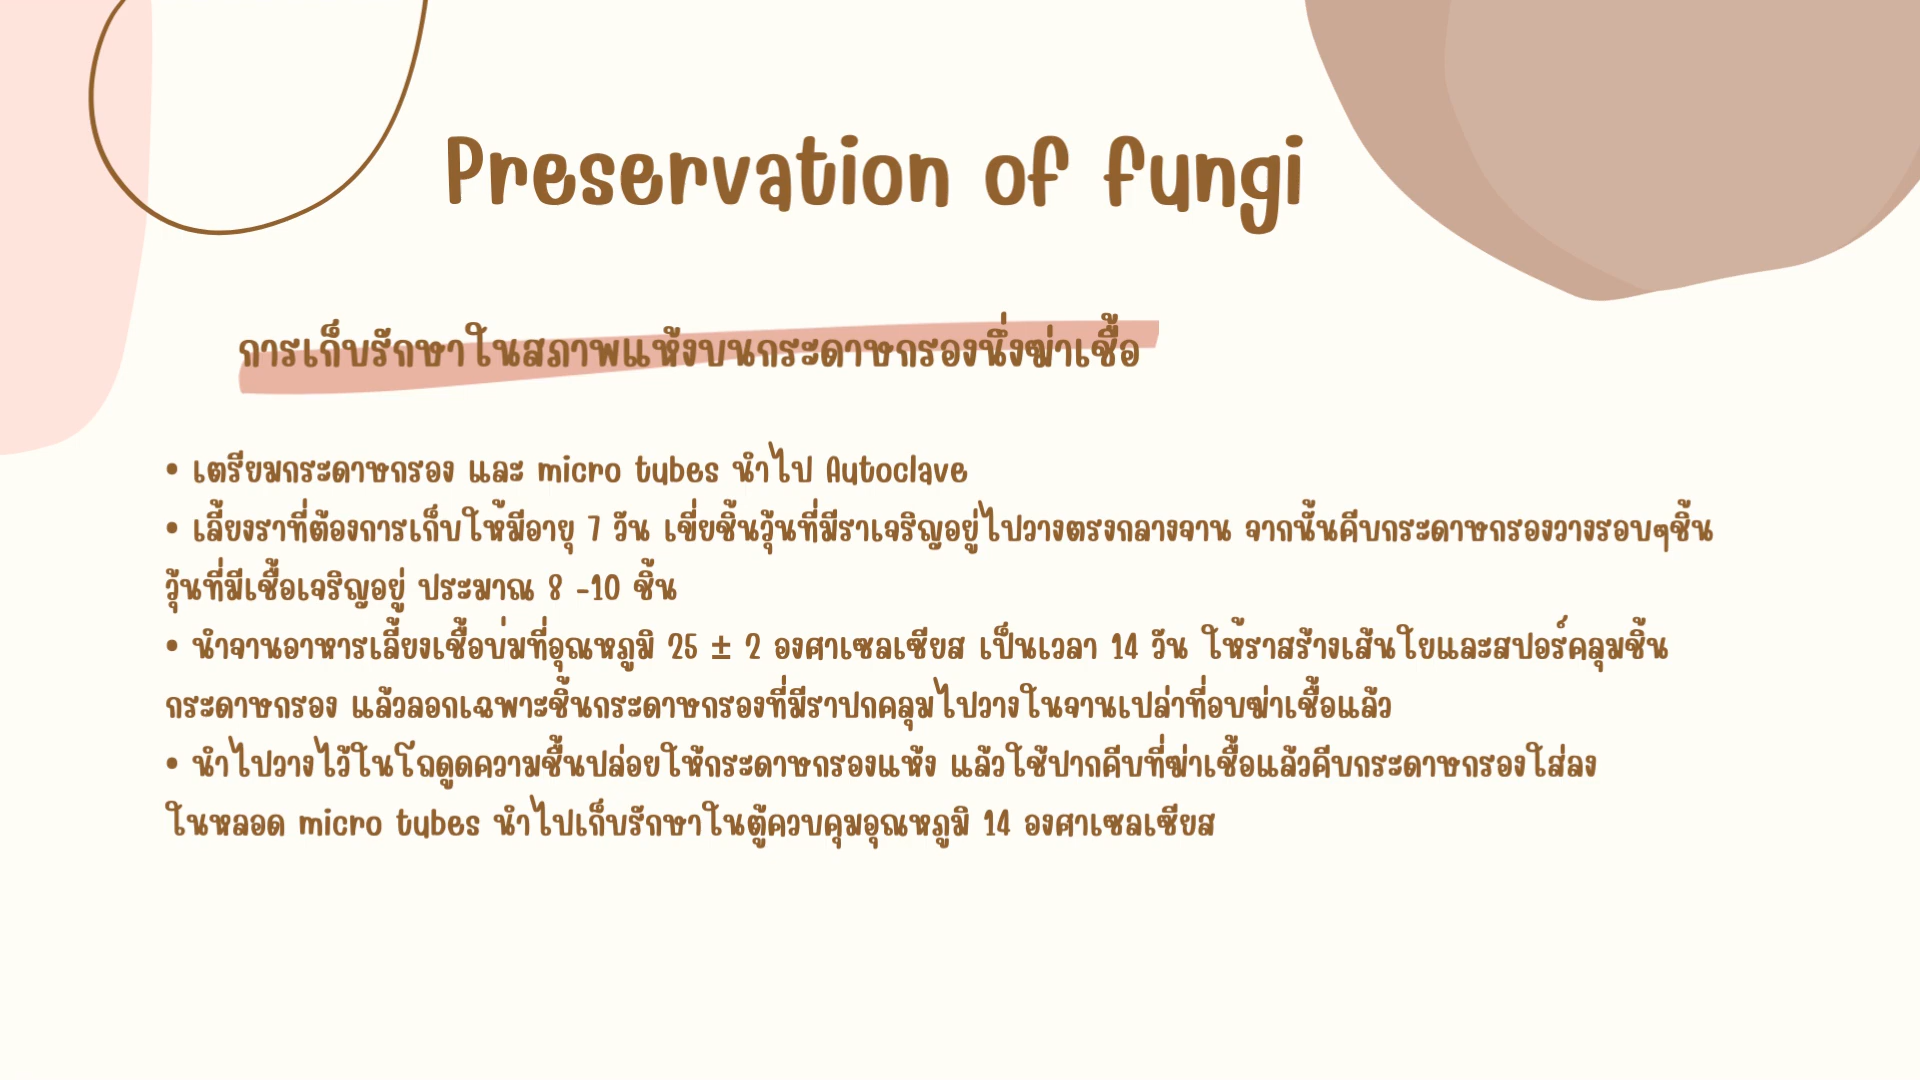 Preservation of fungi
การเก็บรักษาในสภาพแห้งบนกระดาษกรองนึ่งฆ่าเชื้อ
• เตรียมกระดาษกรอง และ micro tubes นำไป Autoclave
• เลี้ยงราที่ต้องการเก็บให้มีอายุ 7 วัน เขี่ยชิ้นวุ้นที่มีราเจริญอยู่ไปวางตรงกลางจาน จากนั้นคีบกระดาษกรองวางรอบๆชิ้น
วุ้นที่มีเชื้อเจริญอยู่ ประมาณ 8 -10 ชิ้น
• นำจานอาหารเลี้ยงเชื้อบ่มที่อุณหภูมิ 25 ± 2 องศาเซลเซียส เป็นเวลา 14 วัน ให้ราสร้างเส้นใยและสปอร์คลุมชิ้น
กระดาษกรอง แล้วลอกเฉพาะชิ้นกระดาษกรองที่มีราปกคลุมไปวางในจานเปล่าที่อบฆ่าเชื้อแล้ว
• นำไปวางไว้ในโถดูดความชื้นปล่อยให้กระดาษกรองแห้ง แล้วใช้ปากคีบที่ฆ่าเชื้อแล้วคีบกระดาษกรองใส่ลง
ในหลอด micro tubes นำไปเก็บรักษาในตู้ควบคุมอุณหภูมิ 14 องศาเซลเซียส